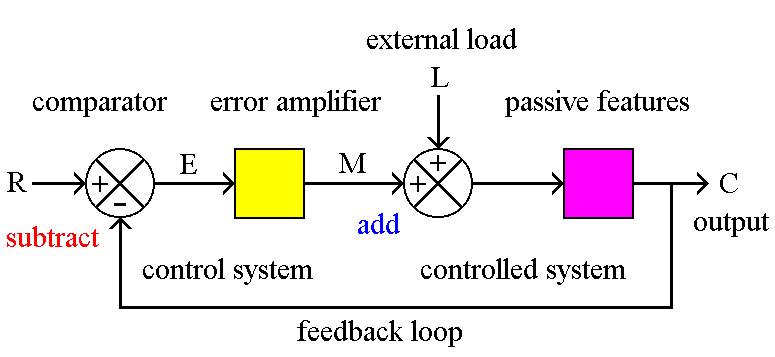 external load
L
comparator
error amplifier
passive features
R
+
-
E
M
+
+
C
subtract
add
output
control system
controlled system
feedback loop